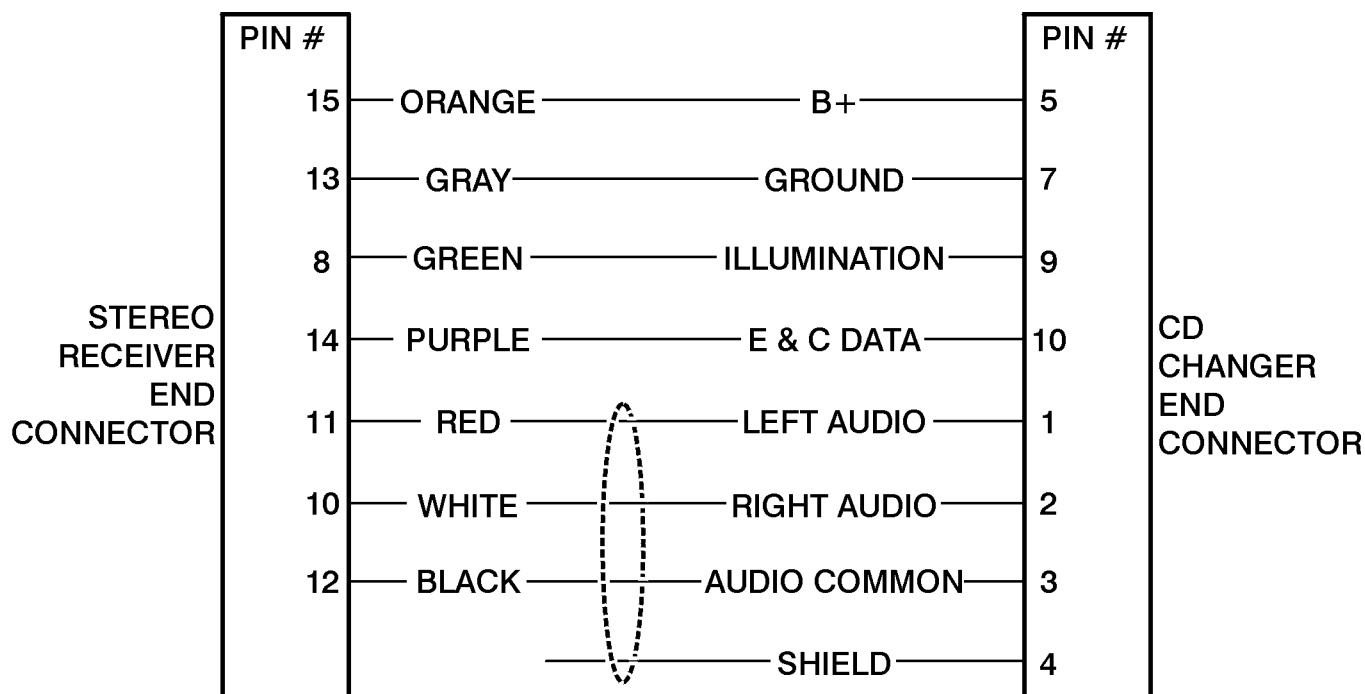 PIN # PIN #
15 ORANGE B+ 5
13 GRAY GROUND 7
8 GREEN ILLUMINATION 9
14 PURPLE E & C DATA 10
11 RED LEFT AUDIO 1
10 WHITE RIGHT AUDIO 2
12 BLACK AUDIO COMMON 3
SHIELD 4
STEREO
RECEIVER
END
CONNECTOR
CD
CHANGER
END
CONNECTOR